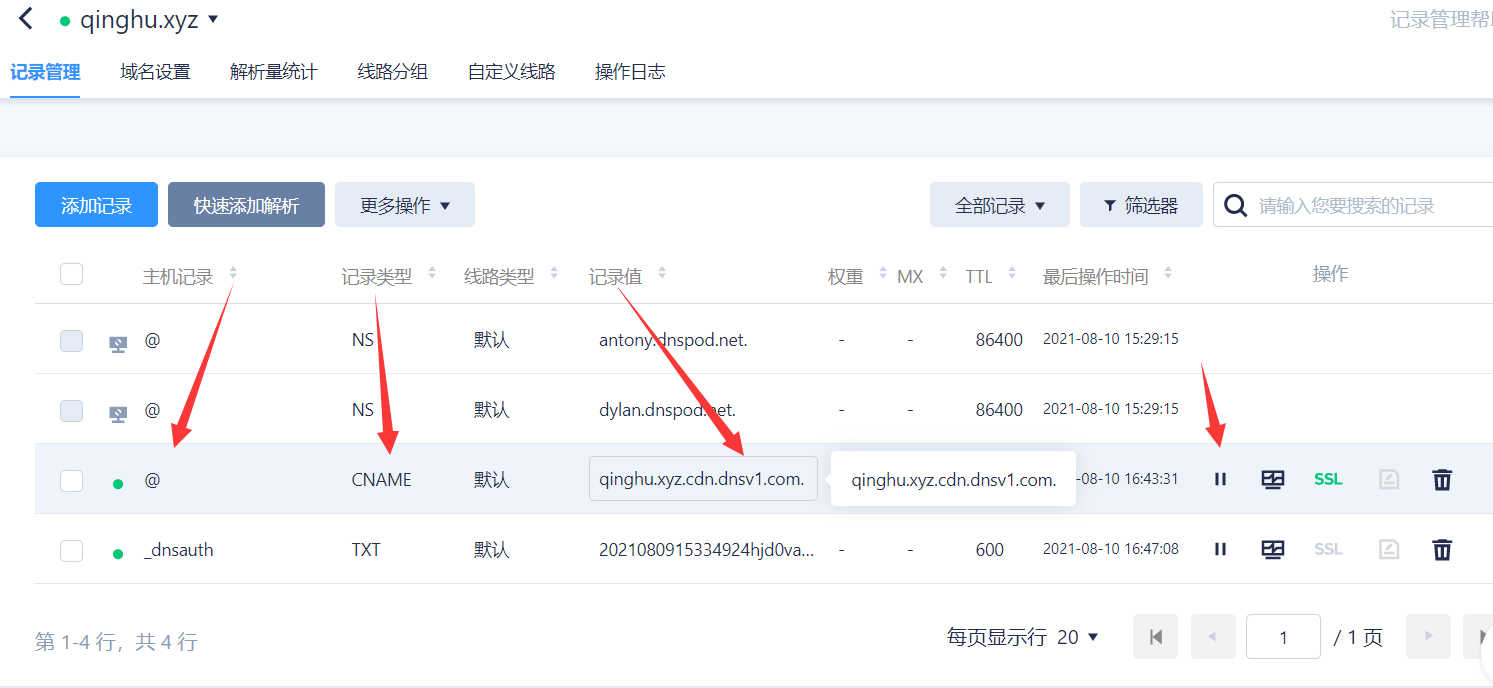 qinghu.xyz 记录管理帮
记录管理 域名设置 解析量统计 线路分组 自定义线路 操作日志
添加记录 快速添加解析 更多操作 全部记录 筛选器 请输入您要搜索的记录
主机记录 记录类型 线路类型 记录值 权重 MX TTL 最后操作时间 操作
@ NS 默认 antony.dnspod.net. - - 86400 2021-08-10 15:29:15
@ NS 默认 dylan.dnspod.net. - - 86400 2021-08-10 15:29:15
@ CNAME 默认 qinghu.xyz.cdn.dnsv1.com. qinghu.xyz.cdn.dnsv1.com. -08-10 16:43:31 SSL
_dnsauth TXT 默认 2021080915334924hjd0va... - - 600 2021-08-10 16:47:08 SSL
第 1-4 行，共 4 行 每页显示行 20 1 / 1 页